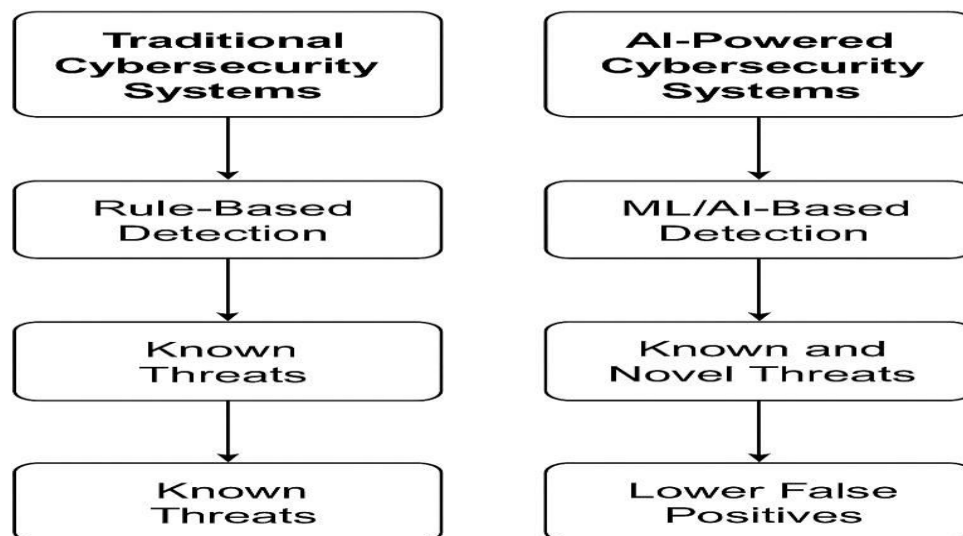 Traditional
Cybersecurity
Systems
Rule-Based
Detection
Known
Threats
Known
Threats
AI-Powered
Cybersecurity
Systems
ML/AI-Based
Detection
Known and
Novel Threats
Lower False
Positives